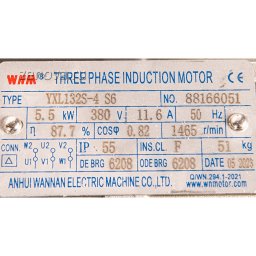 WNM THREE PHASE INDUCTION MOTOR CE
TYPE YXL132S-4 S6 NO. 88166051
5.5 kW 380 V 11.6 A 50 Hz
η 87.7 % COSφ 0.82 1465 r/min
CONN. W2 U2 V2 IP 55 INS.CL. F 51 kg
△ U1 V1 W1 DE BRG 6208 ODE BRG 6208 05 2023
ANHUI WANNAN ELECTRIC MACHINE CO.,LTD. Q/WN.294.1-2021
www.wnmotor.com